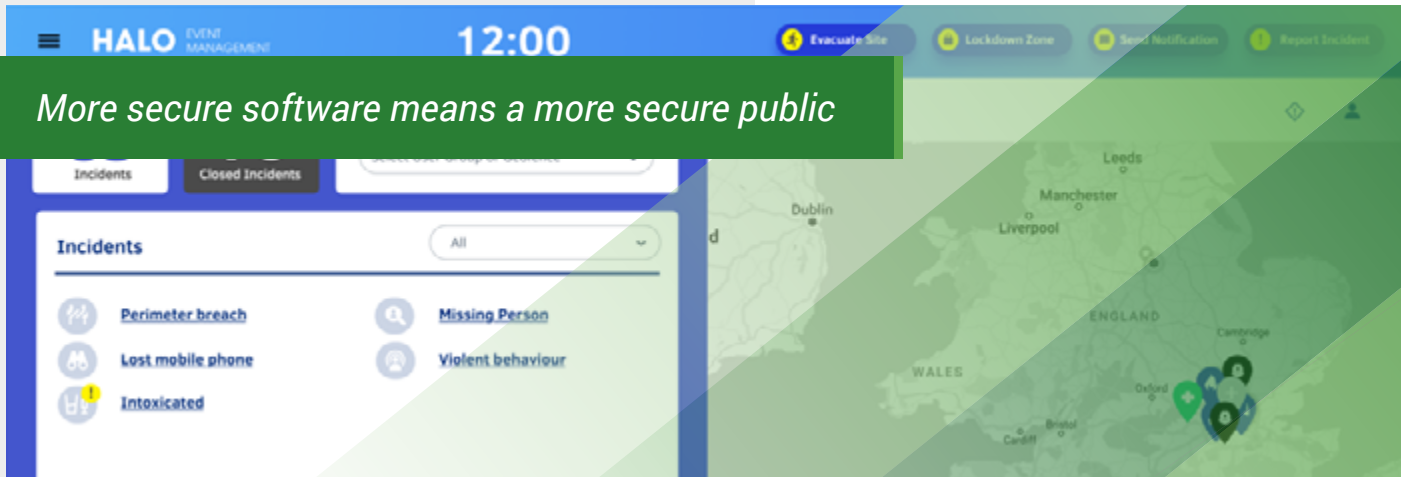 HALO EVENT MANAGEMENT
12:00
Evacuate Site
Lockdown Zone
Send Notification
Report Incident
More secure software means a more secure public
Incidents
Closed Incidents
Incidents
All
Perimeter breach
Missing Person
Lost mobile phone
Violent behaviour
Intoxicated
Leeds
Manchester
Dublin
Liverpool
d
ENGLAND
Cambridge
WALES
Oxford
Bristol
Cardiff